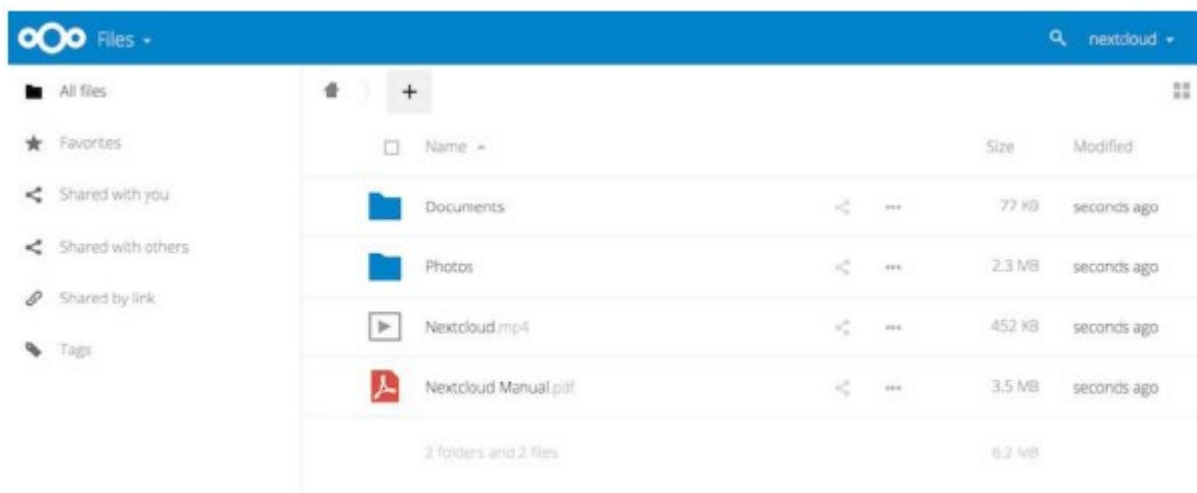 Files
nextcloud
All files
Favorites
Shared with you
Shared with others
Shared by link
Tags
Name Size Modified
Documents 77 KB seconds ago
Photos 2.3 MB seconds ago
Nextcloud.mp4 452 KB seconds ago
Nextcloud Manual.pdf 3.5 MB seconds ago
2 folders and 2 files 6.2 MB